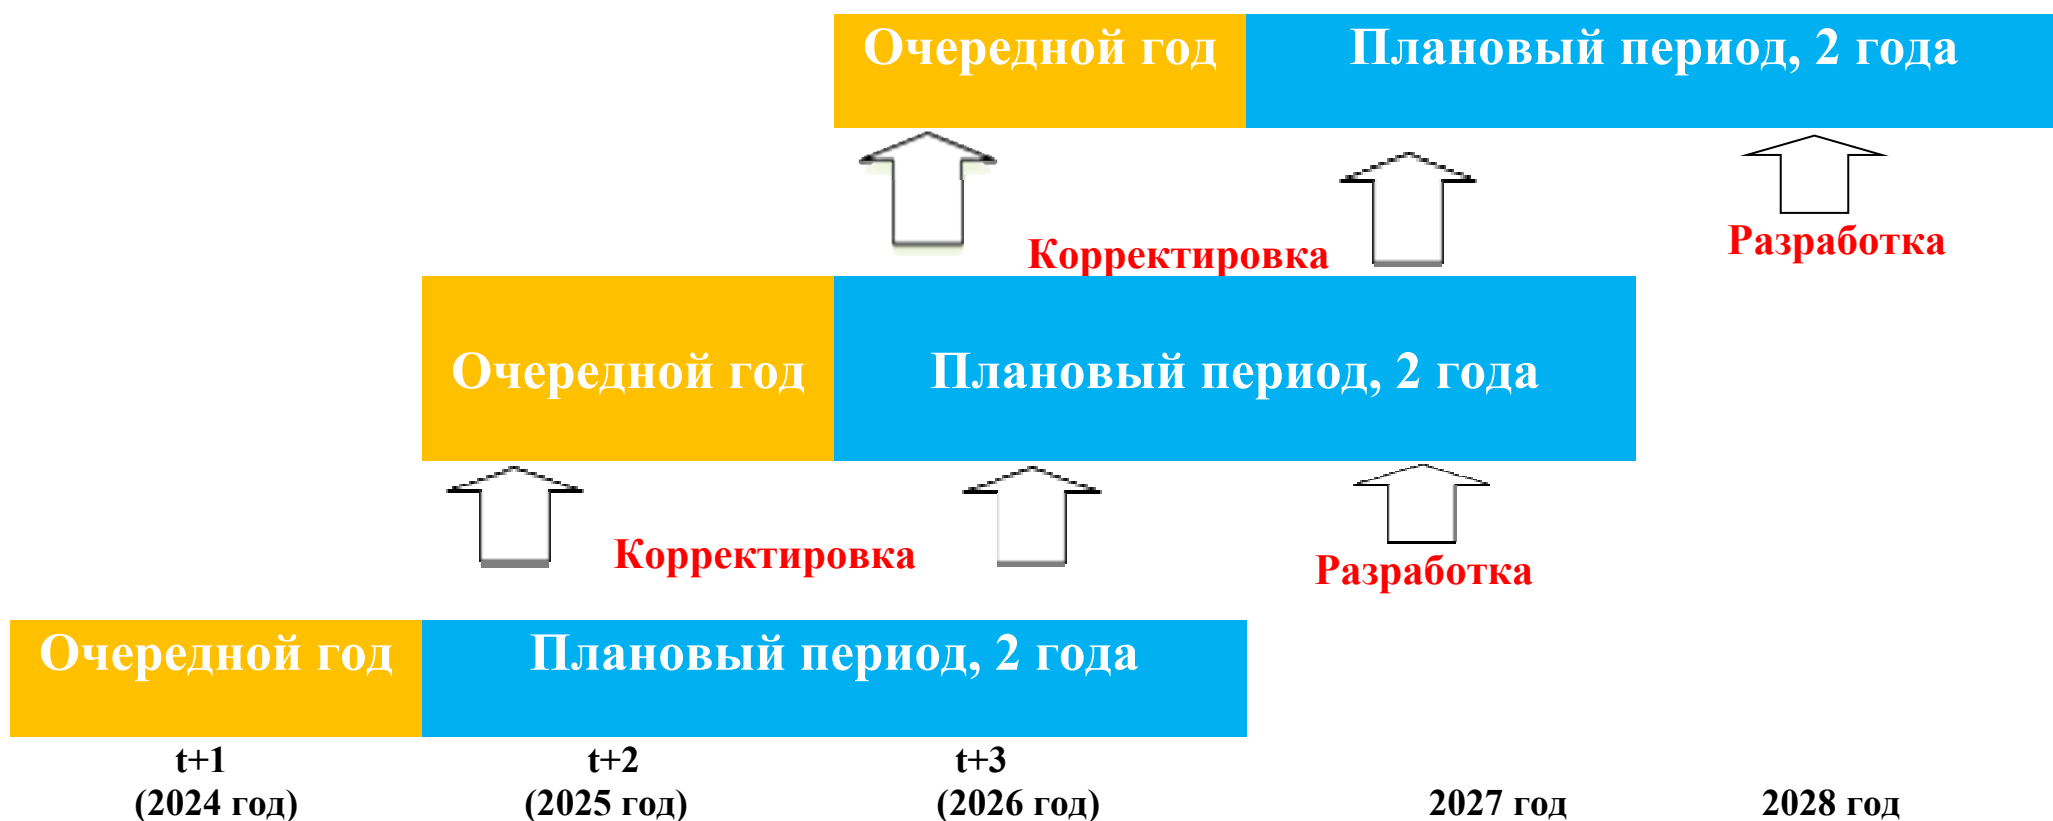 Очередной год
Плановый период, 2 года
Корректировка
Разработка
Очередной год
Плановый период, 2 года
Корректировка
Разработка
Очередной год
Плановый период, 2 года
t+1
(2024 год)
t+2
(2025 год)
t+3
(2026 год)
2027 год
2028 год